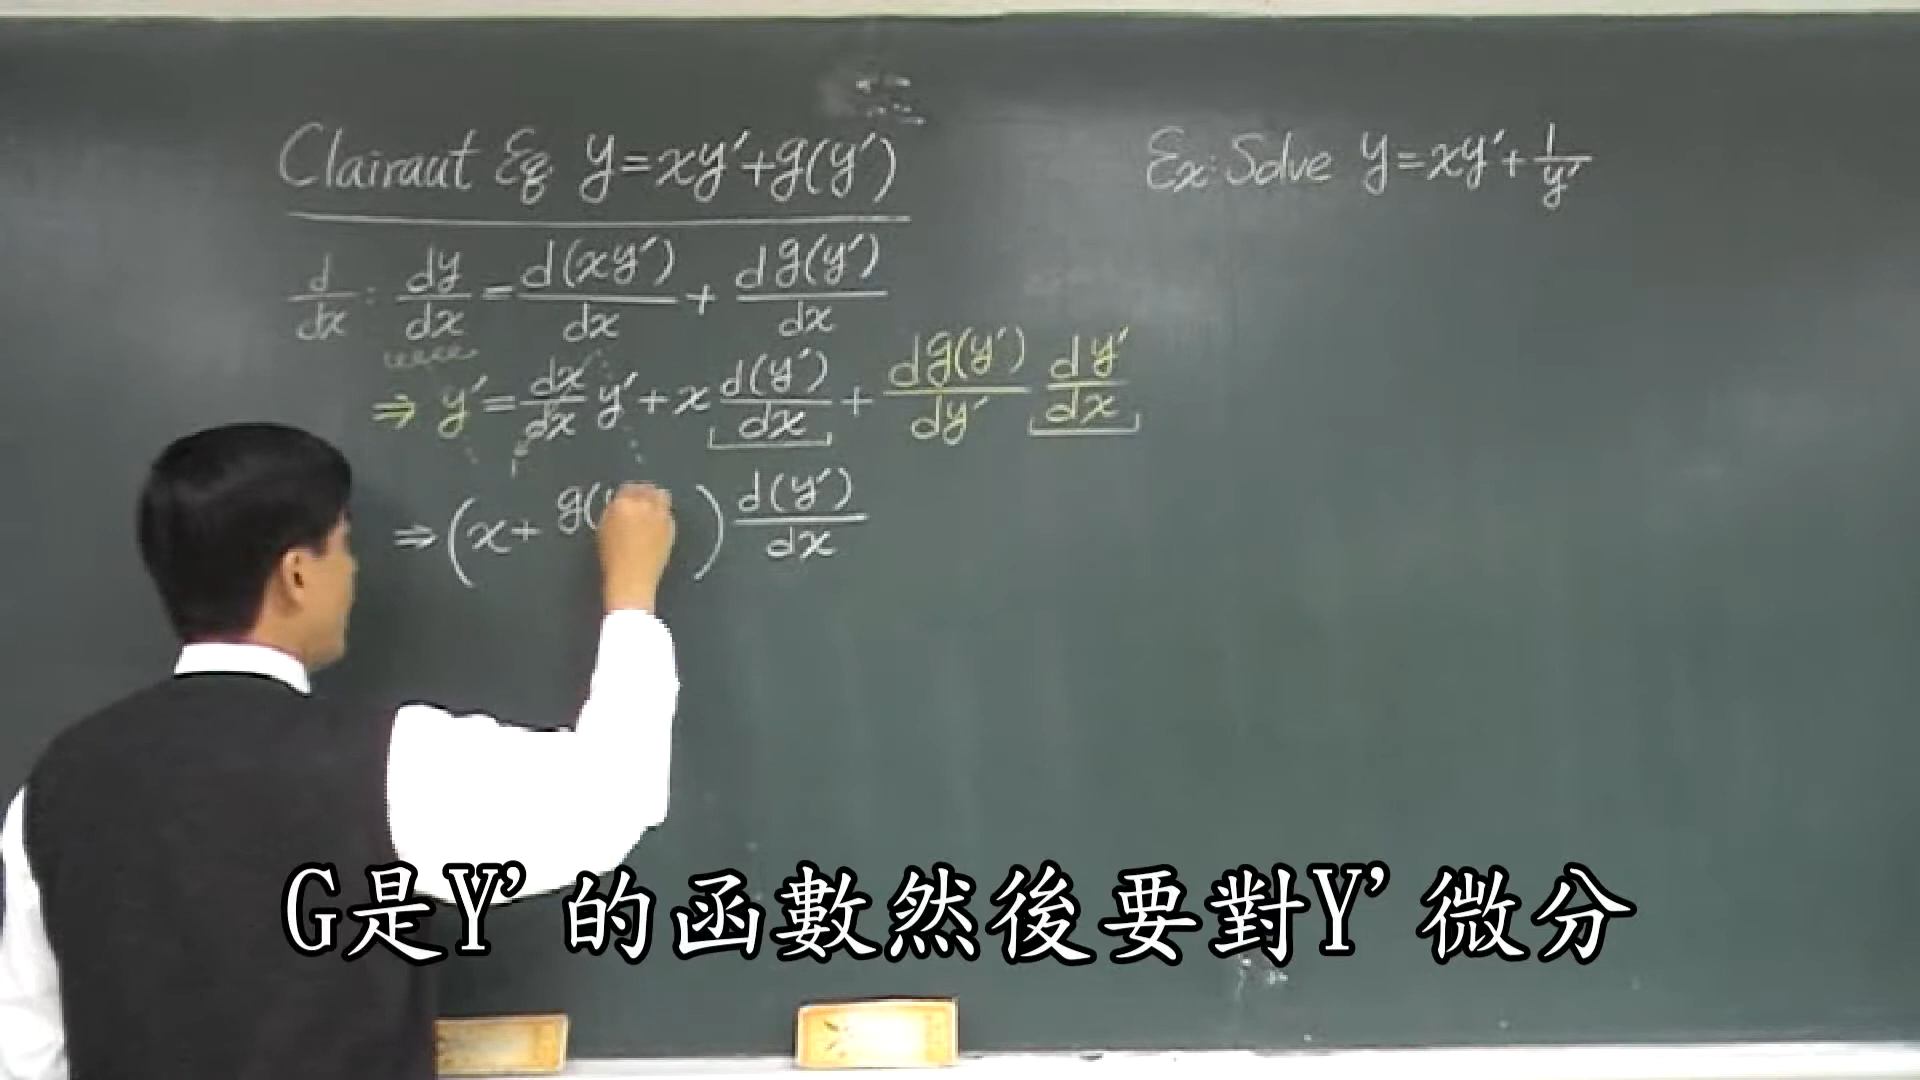 Clairaut Eq. y=xy'+g(y')
d/dx: dy/dx = d(xy')/dx + dg(y')/dx
⇒ y' = dx/dx y' + x d(y')/dx + dg(y')/dy' dy'/dx
⇒ (x+ g( ) d(y')/dx
Ex: Solve y=xy'+1/y'
G是Y'的函數然後要對Y'微分